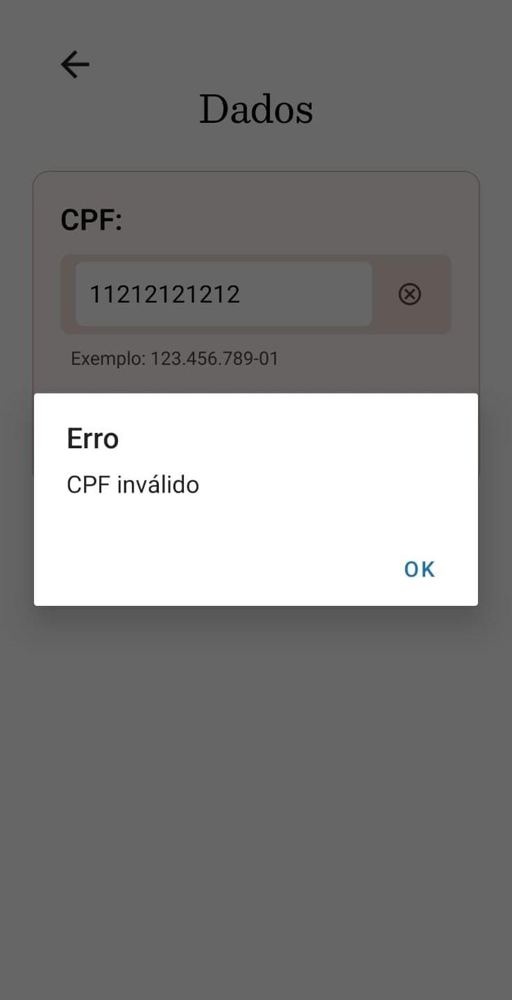 Dados
CPF:
11212121212
Exemplo: 123.456.789-01
Erro
CPF inválido
OK